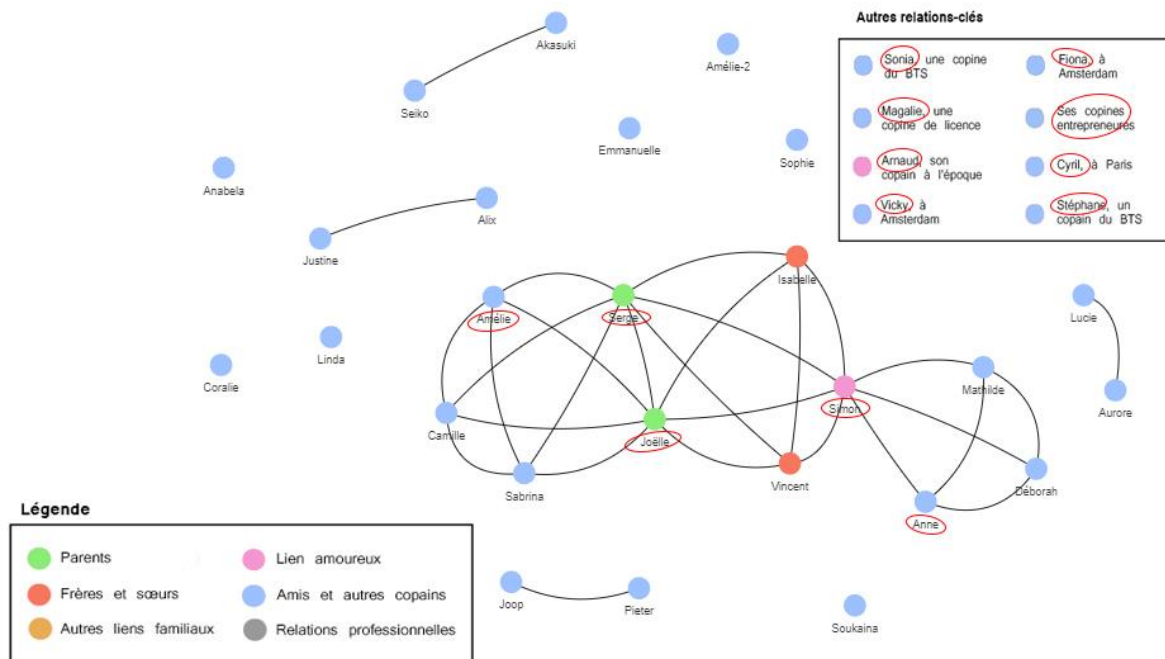 Autres relations-clés
Sonia, une copine
du BTS
Fiona, à
Amsterdam
Magalie, une
copine de licence
Ses copines
entrepreneures
Arnaud, son
copain à l'époque
Cyril, à Paris
Vicky, à
Amsterdam
Stéphane, un
copain du BTS
Akasuki
Amélie-2
Seiko
Emmanuelle
Sophie
Anabela
Alix
Justine
Isabelle
Amélie
Serge
Lucie
Linda
Coralie
Mathilde
Aurore
Simon
Camille
Joëlle
Sabrina
Vincent
Déborah
Anne
Légende
Parents
Lien amoureux
Frères et sœurs
Amis et autres copains
Autres liens familiaux
Relations professionnelles
Joop
Pieter
Soukaina